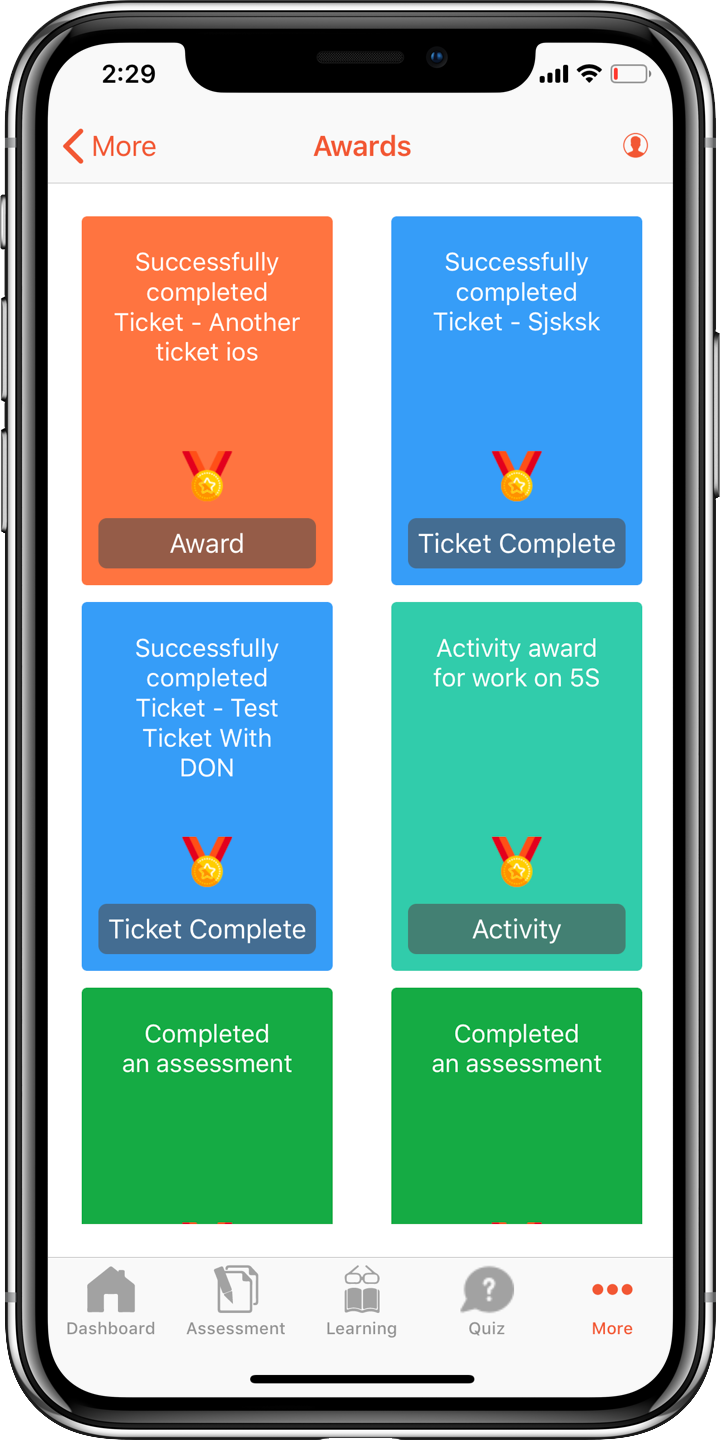 2:29
More
Awards
Successfully
completed
Ticket - Another
ticket ios
Award
Successfully
completed
Ticket - Sjsksk
Ticket Complete
Successfully
completed
Ticket - Test
Ticket With
DON
Ticket Complete
Activity award
for work on 5S
Activity
Completed
an assessment
Completed
an assessment
Dashboard
Assessment
Learning
?
Quiz
More